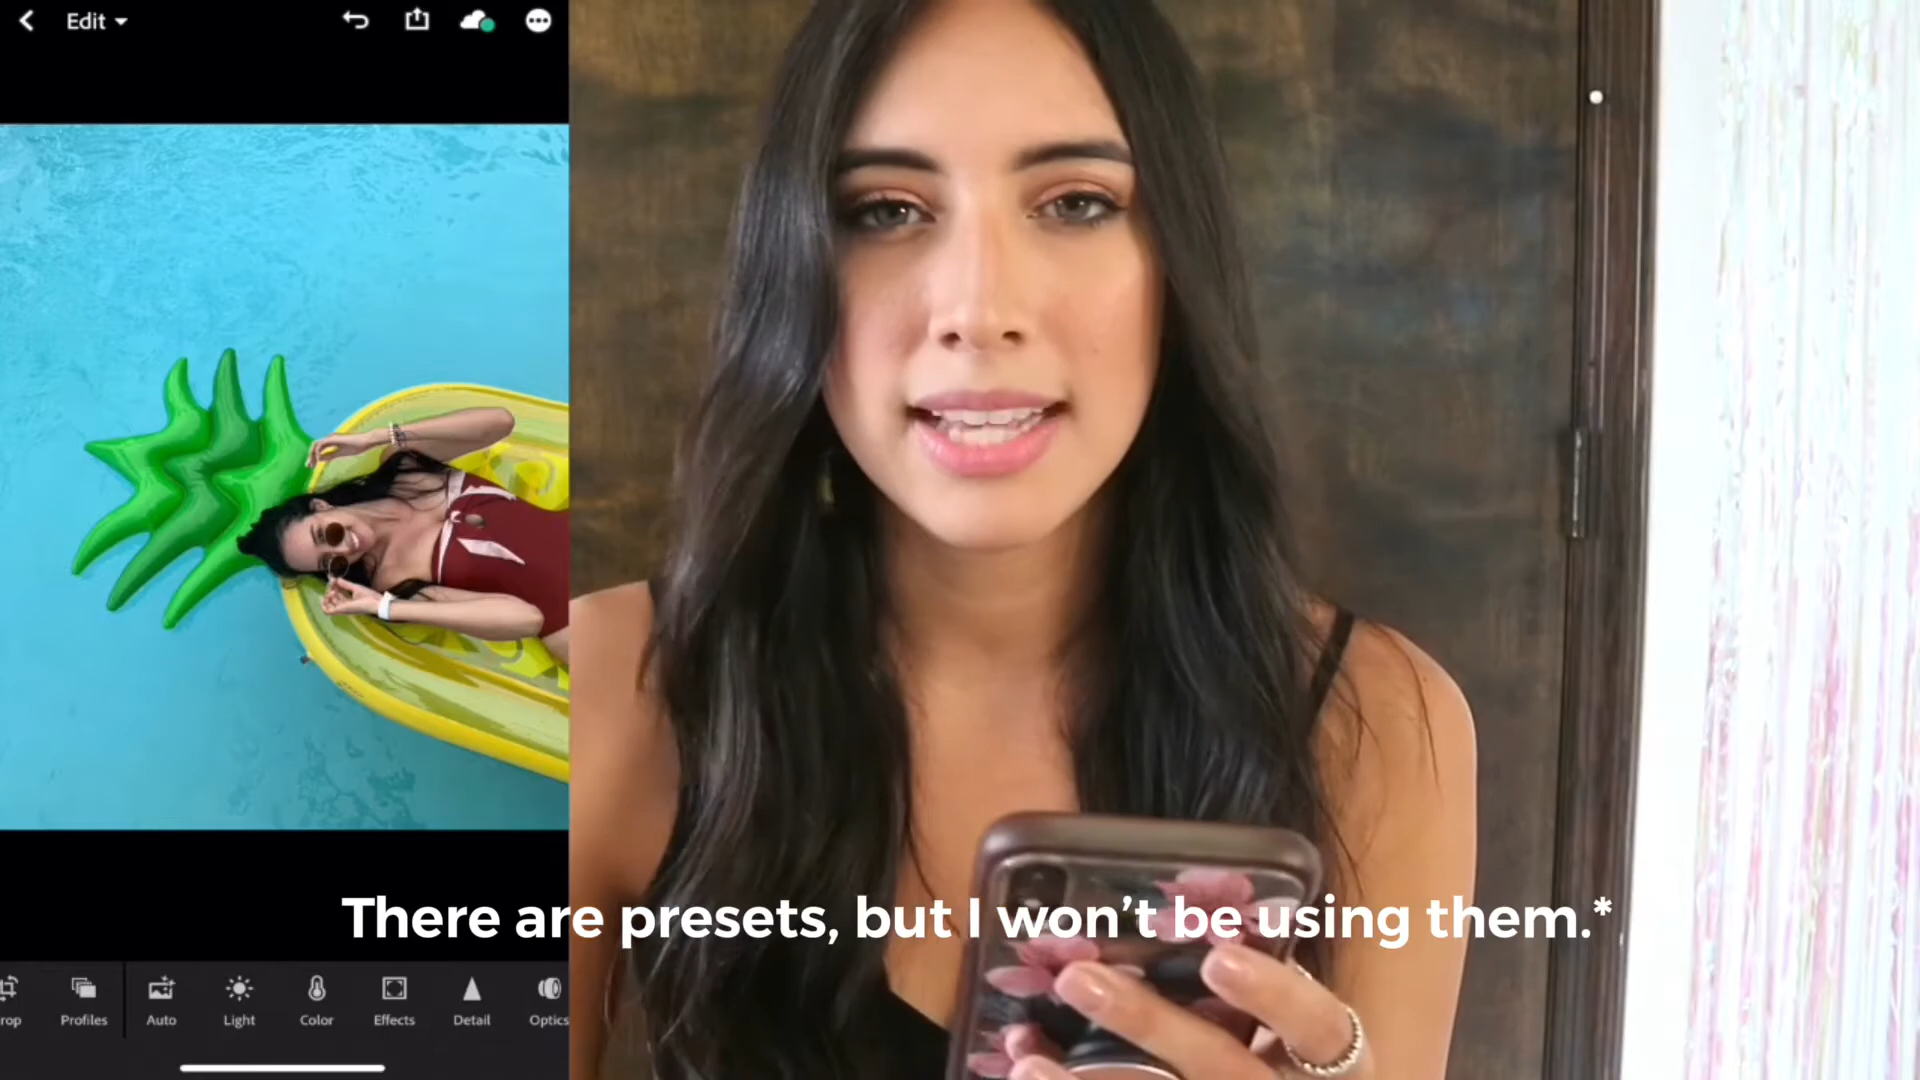 Edit
There are presets, but I won't be using them.*
rop
Profiles
Auto
Light
Color
Effects
Detail
Optics